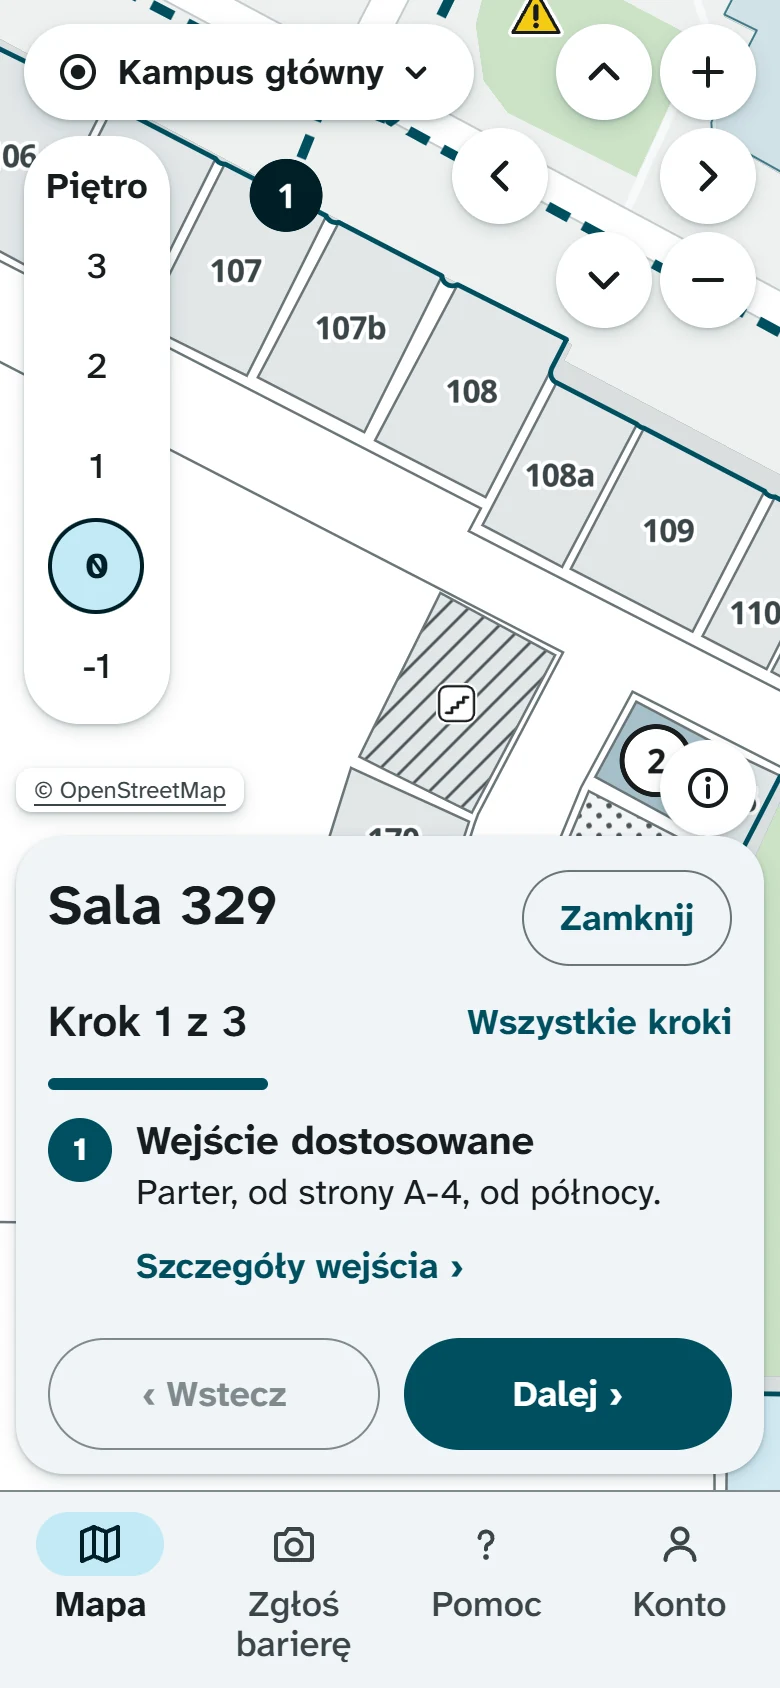 Kampus główny
06
Piętro
3
2
1
0
-1
1
107
107b
108
108a
109
110
2
© OpenStreetMap
170
Sala 329
Zamknij
Krok 1 z 3
Wszystkie kroki
1
Wejście dostosowane
Parter, od strony A-4, od północy.
Szczegóły wejścia ›
‹ Wstecz
Dalej ›
Mapa
Zgłoś
barierę
? 
Pomoc
Konto